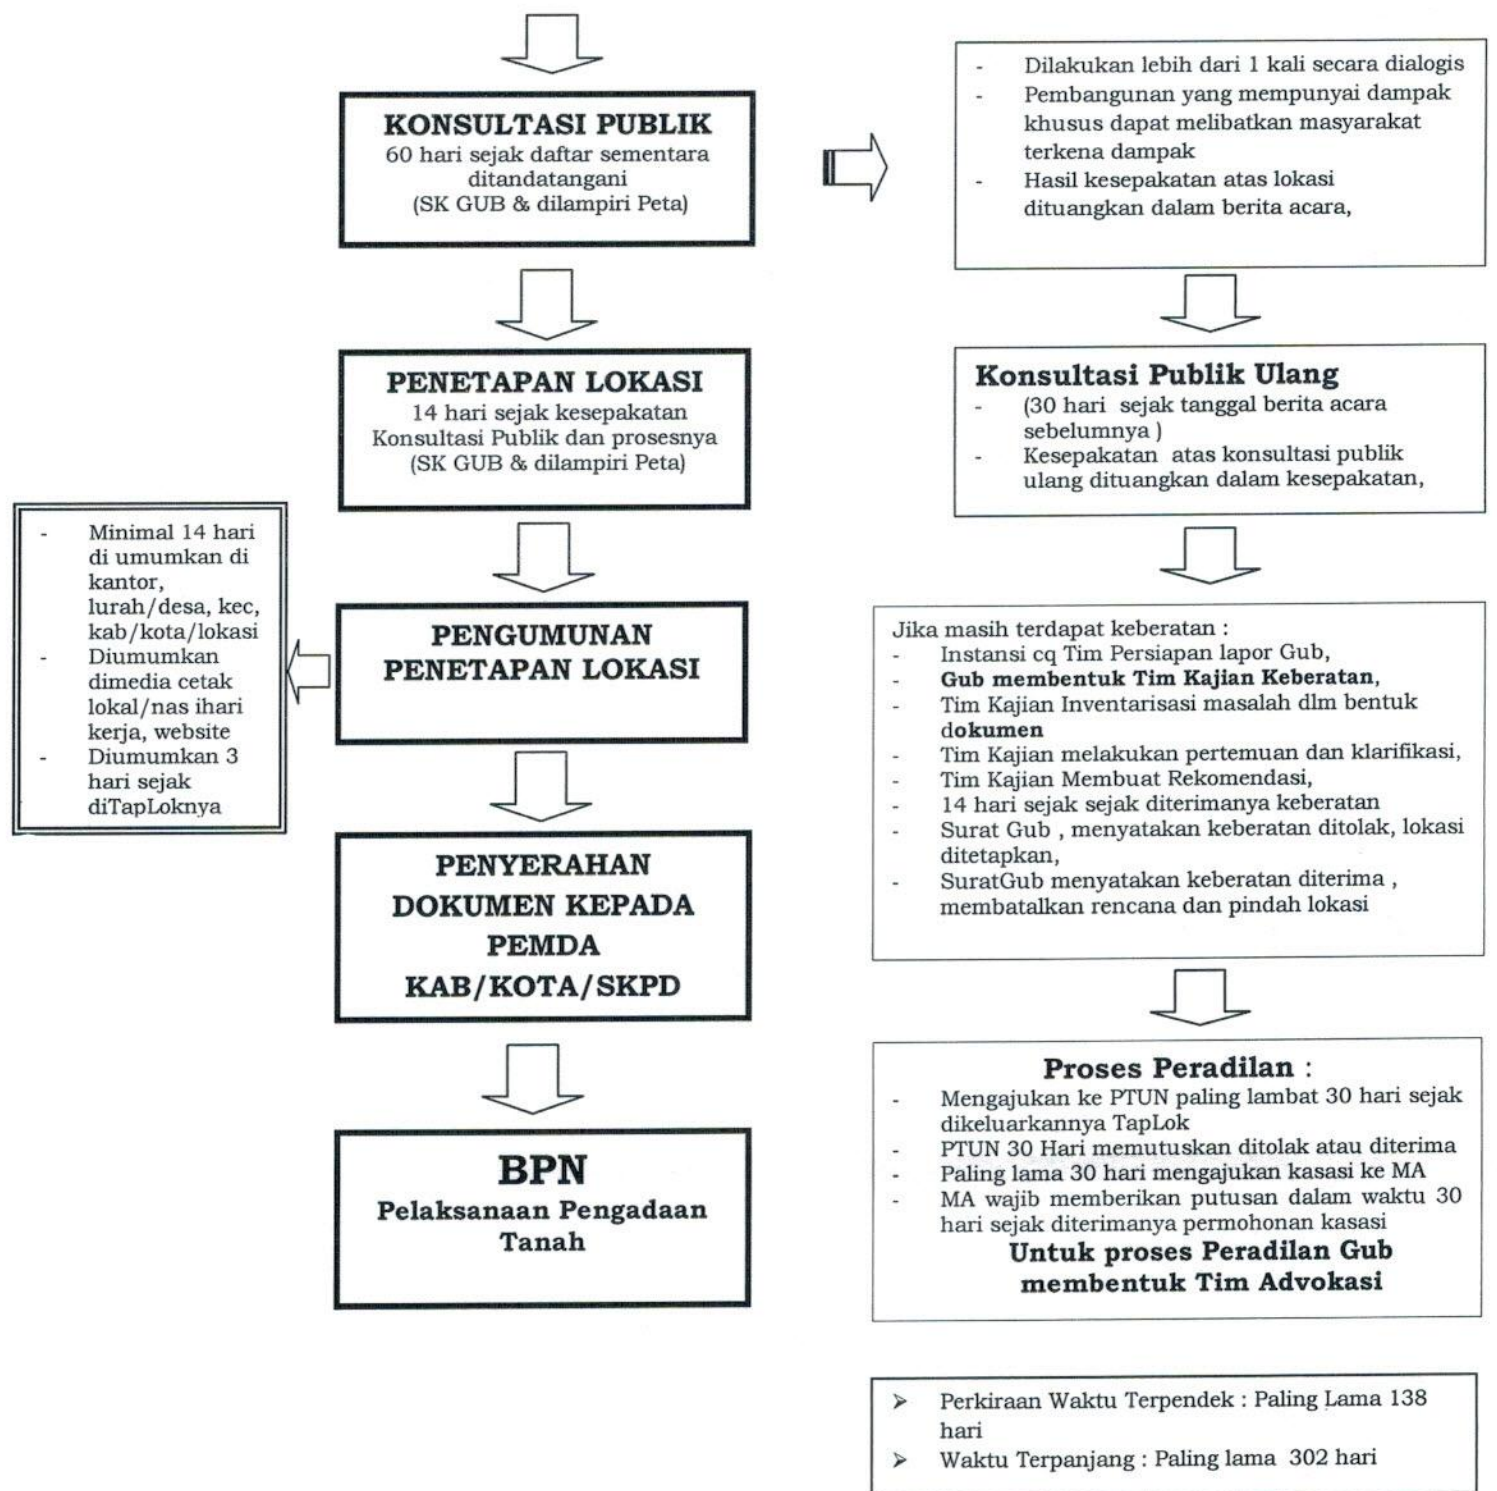 KONSULTASI PUBLIK
60 hari sejak daftar sementara
ditandatangani
(SK GUB & dilampiri Peta)
- Dilakukan lebih dari 1 kali secara dialogis
- Pembangunan yang mempunyai dampak
khusus dapat melibatkan masyarakat
terkena dampak
- Hasil kesepakatan atas lokasi
dituangkan dalam berita acara,
PENETAPAN LOKASI
14 hari sejak kesepakatan
Konsultasi Publik dan prosesnya
(SK GUB & dilampiri Peta)
Konsultasi Publik Ulang
- (30 hari sejak tanggal berita acara
sebelumnya )
- Kesepakatan atas konsultasi publik
ulang dituangkan dalam kesepakatan,
- Minimal 14 hari
di umumkan di
kantor,
lurah/desa, kec,
kab/kota/lokasi
- Diumumkan
dimedia cetak
lokal/nas ihari
kerja, website
- Diumumkan 3
hari sejak
diTapLoknya
PENGUMUNAN
PENETAPAN LOKASI
Jika masih terdapat keberatan :
- Instansi cq Tim Persiapan lapor Gub,
- Gub membentuk Tim Kajian Keberatan,
- Tim Kajian Inventarisasi masalah dlm bentuk
dokumen
- Tim Kajian melakukan pertemuan dan klarifikasi,
- Tim Kajian Membuat Rekomendasi,
- 14 hari sejak sejak diterimanya keberatan
- Surat Gub , menyatakan keberatan ditolak, lokasi
ditetapkan,
- SuratGub menyatakan keberatan diterima ,
membatalkan rencana dan pindah lokasi
PENYERAHAN
DOKUMEN KEPADA
PEMDA
KAB/KOTA/SKPD
BPN
Pelaksanaan Pengadaan
Tanah
Proses Peradilan :
- Mengajukan ke PTUN paling lambat 30 hari sejak
dikeluarkannya TapLok
- PTUN 30 Hari memutuskan ditolak atau diterima
- Paling lama 30 hari mengajukan kasasi ke MA
- MA wajib memberikan putusan dalam waktu 30
hari sejak diterimanya permohonan kasasi
Untuk proses Peradilan Gub
membentuk Tim Advokasi
➢ Perkiraan Waktu Terpendek : Paling Lama 138
hari
➢ Waktu Terpanjang : Paling lama 302 hari